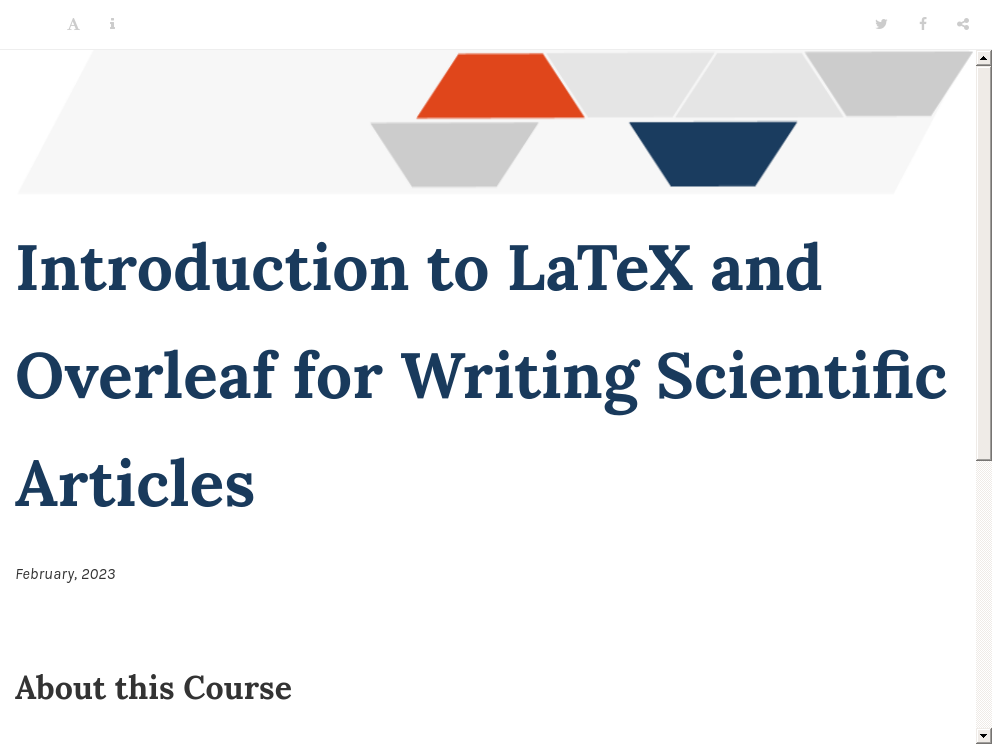 Introduction to LaTeX and
Overleaf for Writing Scientific
Articles
February, 2023
About this Course